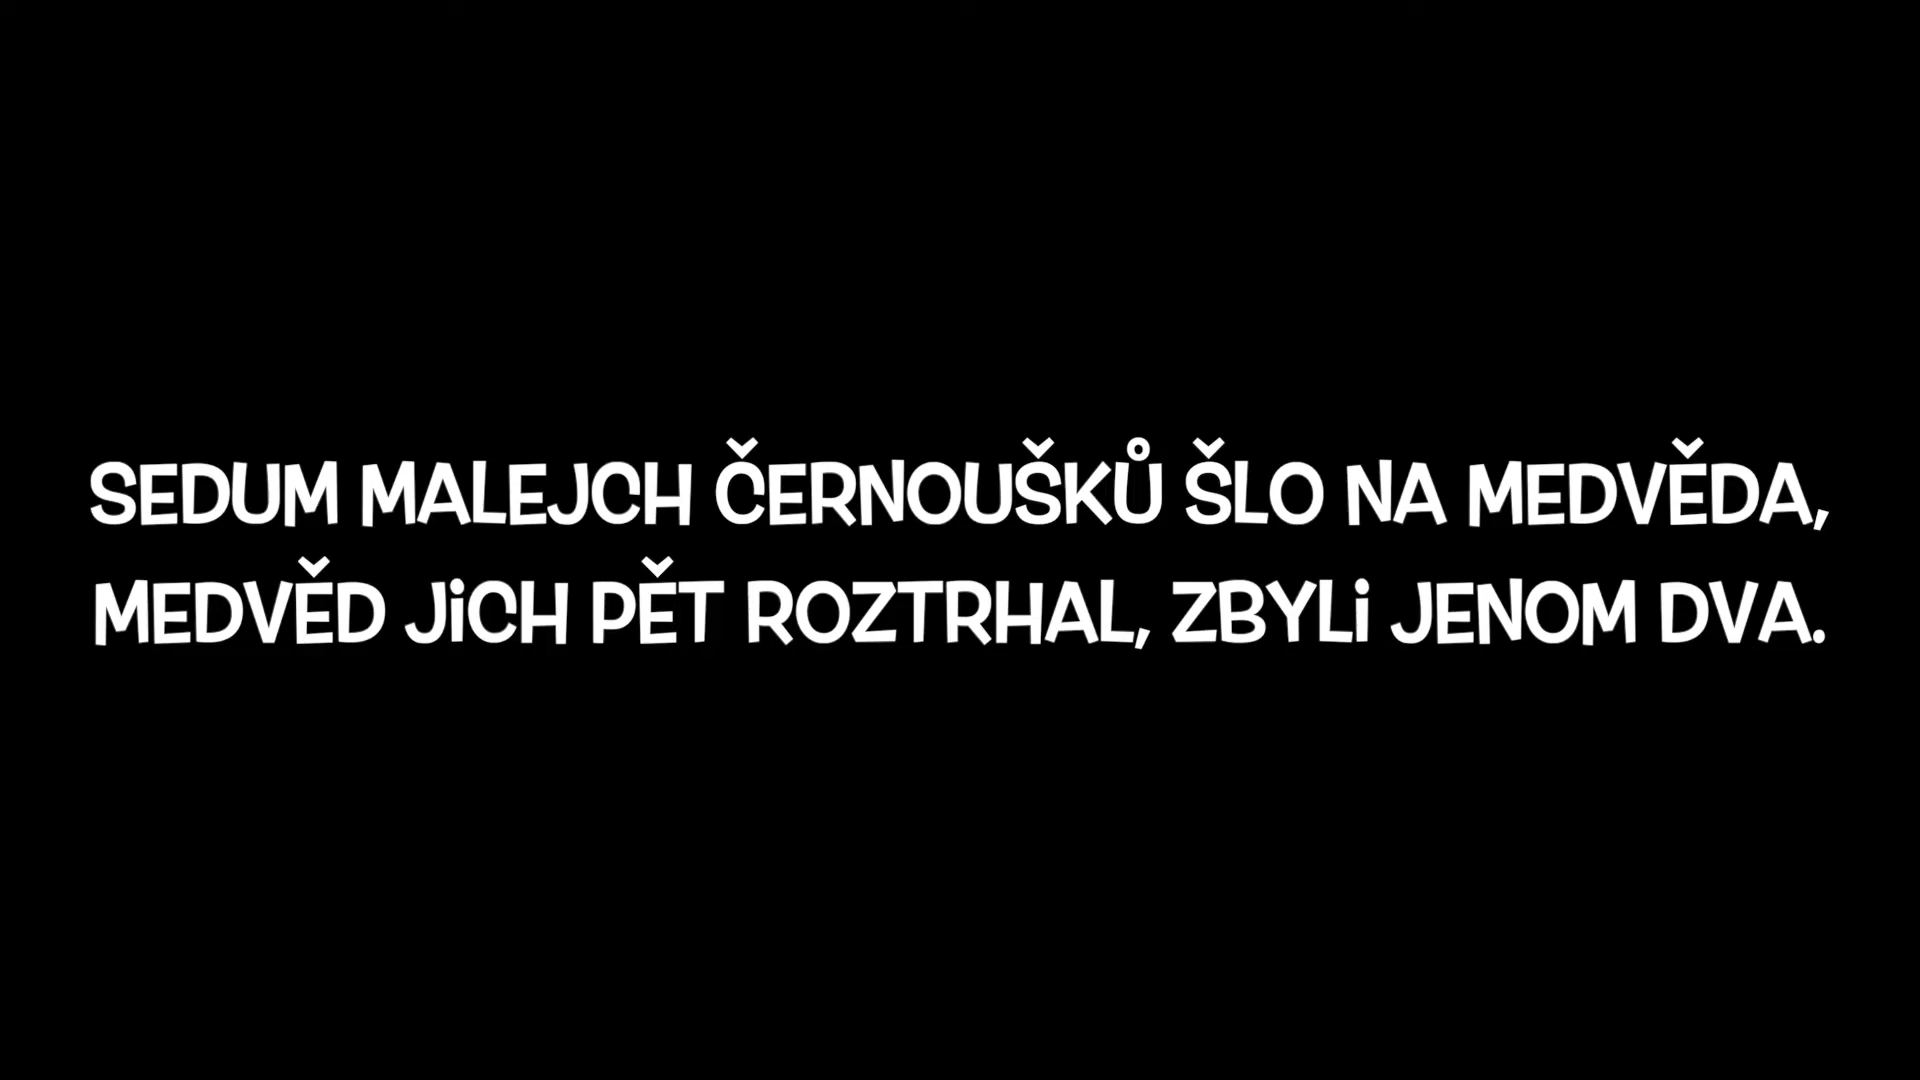 SEDUM MALEJCH ČERNOUŠKŮ ŠLO NA MEDVĚDA,
MEDVĚD JiCH PĚT ROZTRHAL, ZBYLi JENOM DVA.